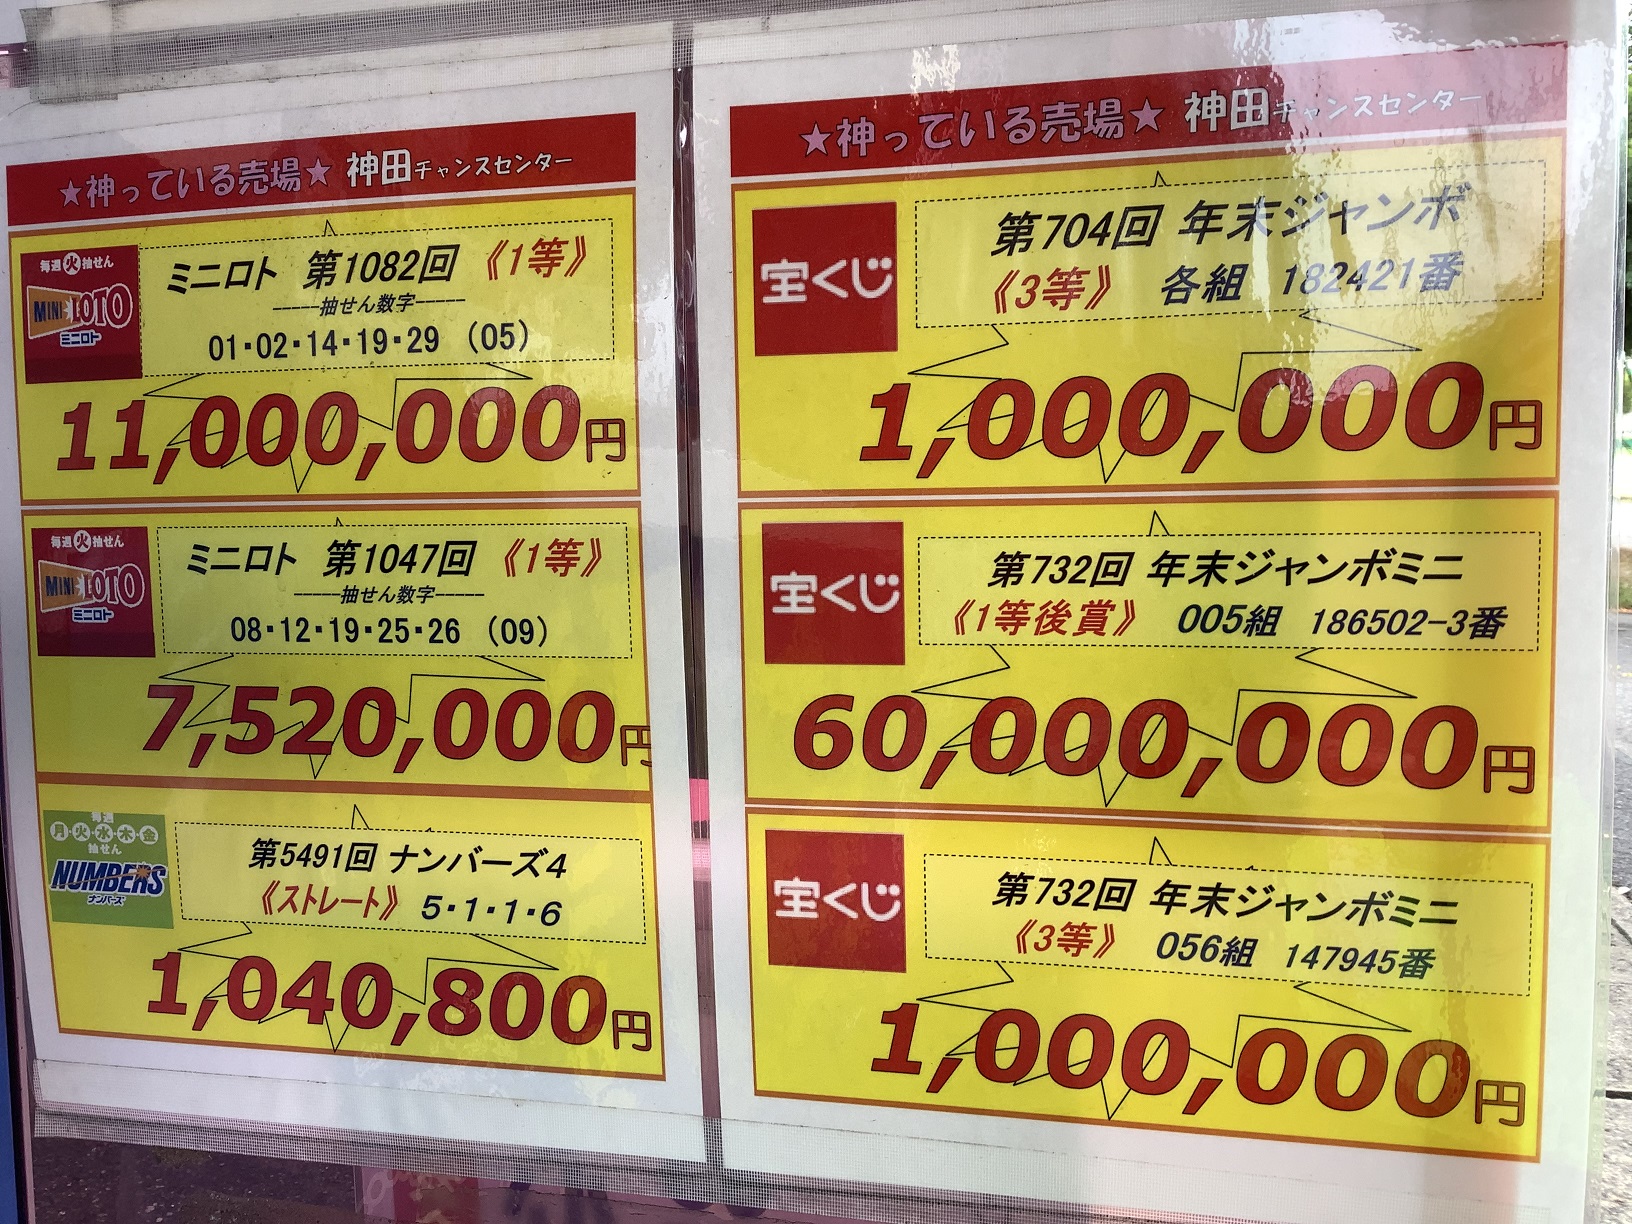 ★神っている売場★ 神田チャンスセンター
毎週火抽せん
MINI LOTO
ミニロト
ミニロト 第1082回 《1等》
-----抽せん数字-----
01・02・14・19・29 （05）
11,000,000円
毎週火抽せん
MINI LOTO
ミニロト
ミニロト 第1047回 《1等》
-----抽せん数字-----
08・12・19・25・26 （09）
7,520,000円
毎週
月・火・水・木・金
抽せん
NUMBERS
ナンバーズ
第5491回 ナンバーズ4
《ストレート》 5・1・1・6
1,040,800円
★神っている売場★ 神田チャンスセンター
宝くじ
第704回 年末ジャンボ
《3等》 各組 182421番
1,000,000円
宝くじ
第732回 年末ジャンボミニ
《1等後賞》 005組 186502-3番
60,000,000円
宝くじ
第732回 年末ジャンボミニ
《3等》 056組 147945番
1,000,000円